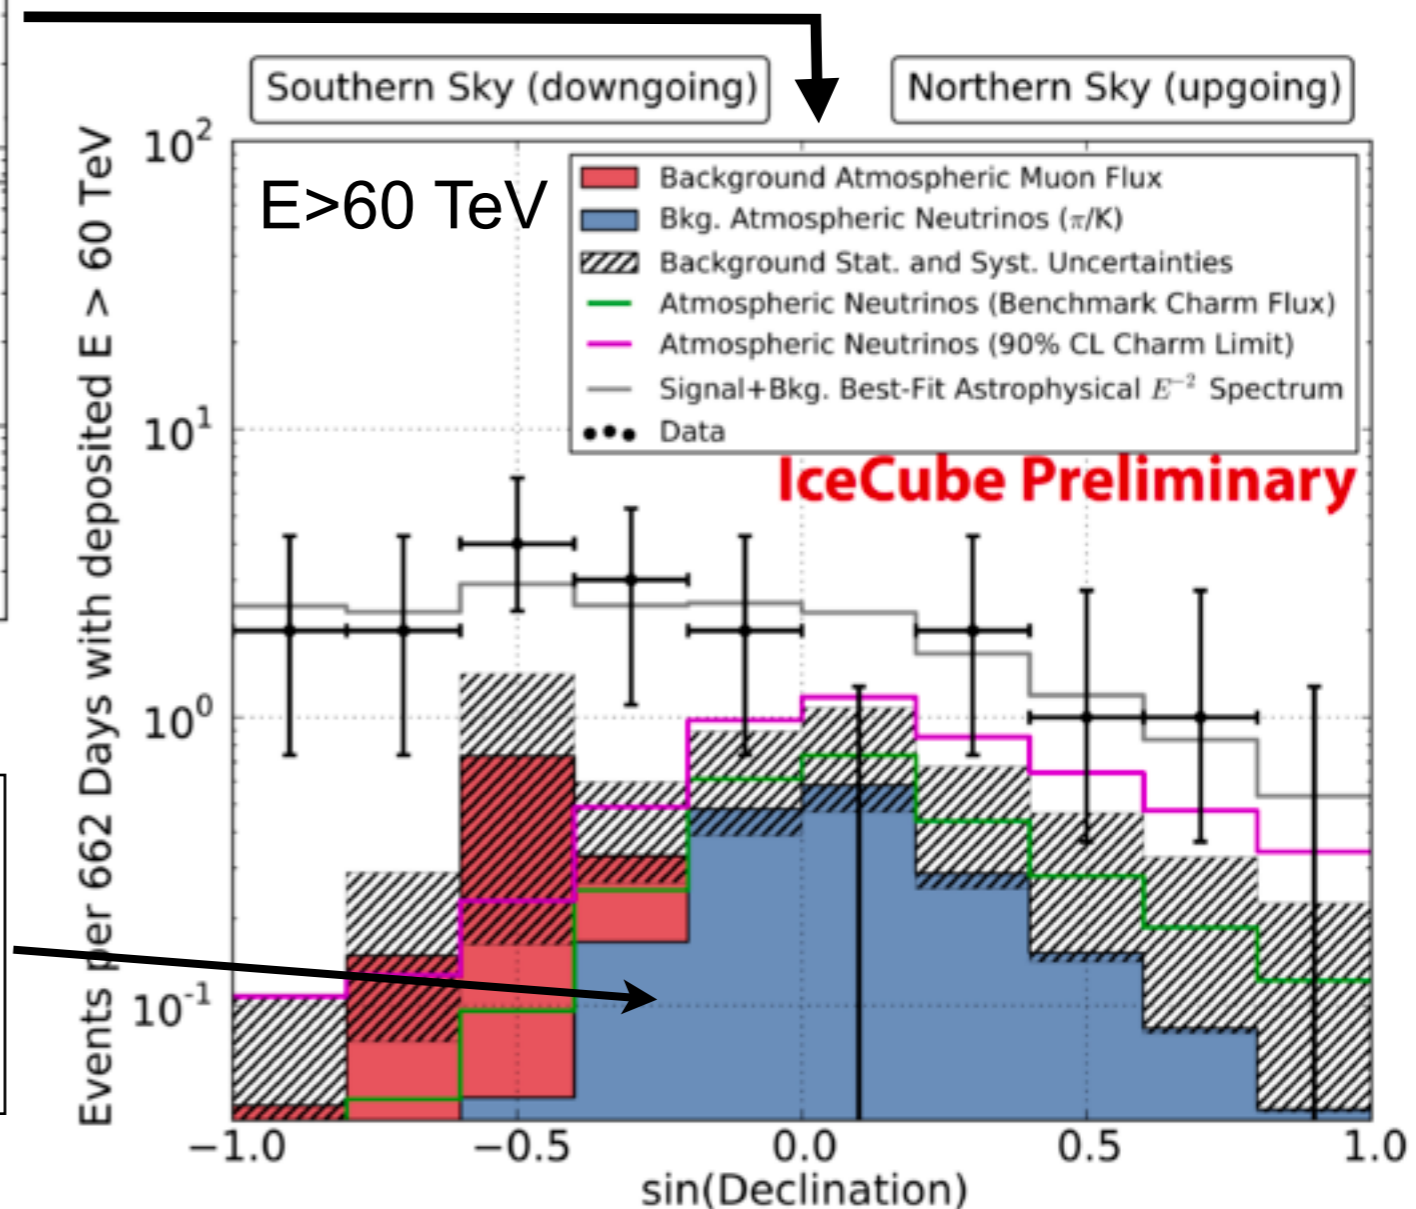 Southern Sky (downgoing)
Northern Sky (upgoing)
E>60 TeV
Background Atmospheric Muon Flux
Bkg. Atmospheric Neutrinos (π/K)
Background Stat. and Syst. Uncertainties
Atmospheric Neutrinos (Benchmark Charm Flux)
Atmospheric Neutrinos (90% CL Charm Limit)
Signal+Bkg. Best-Fit Astrophysical E⁻² Spectrum
Data
IceCube Preliminary
Events per 662 Days with deposited E > 60 TeV
10²
10¹
10⁰
10⁻¹
−1.0 −0.5 0.0 0.5 1.0
sin(Declination)